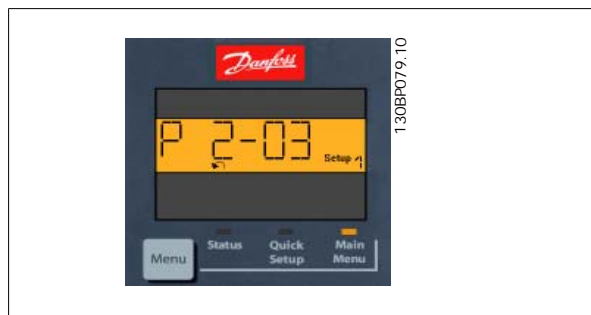 Danfoss
130BP079.10
P 2-03
Setup 1
Menu
Status
Quick Setup
Main Menu